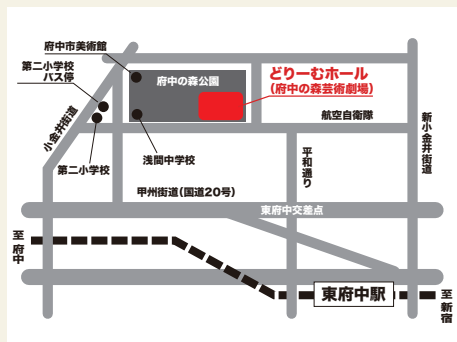 府中市美術館
第二小学校
バス停
小金井街道
第二小学校
府中の森公園
浅間中学校
どりーむホール
(府中の森芸術劇場)
航空自衛隊
新小金井街道
平和通り
甲州街道(国道20号)
東府中交差点
至府中
東府中駅
至新宿